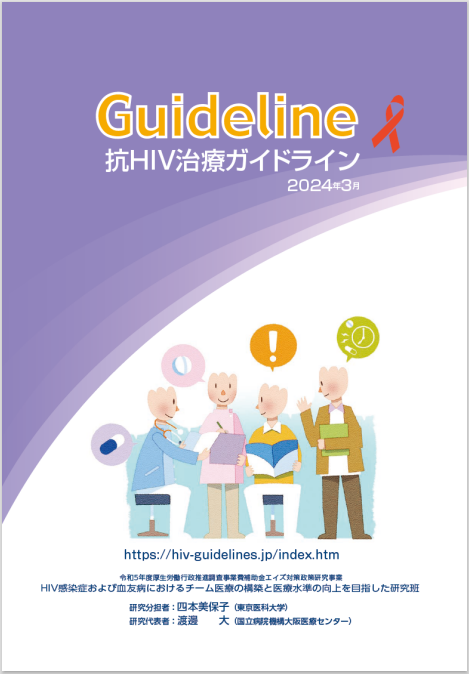 Guideline
抗HIV治療ガイドライン
2024年3月
https://hiv-guidelines.jp/index.htm
令和5年度厚生労働行政推進調査事業費補助金エイズ対策政策研究事業
HIV感染症および血友病におけるチーム医療の構築と医療水準の向上を目指した研究班
研究分担者：四本美保子（東京医科大学）
研究代表者：渡邊　大（国立病院機構大阪医療センター）